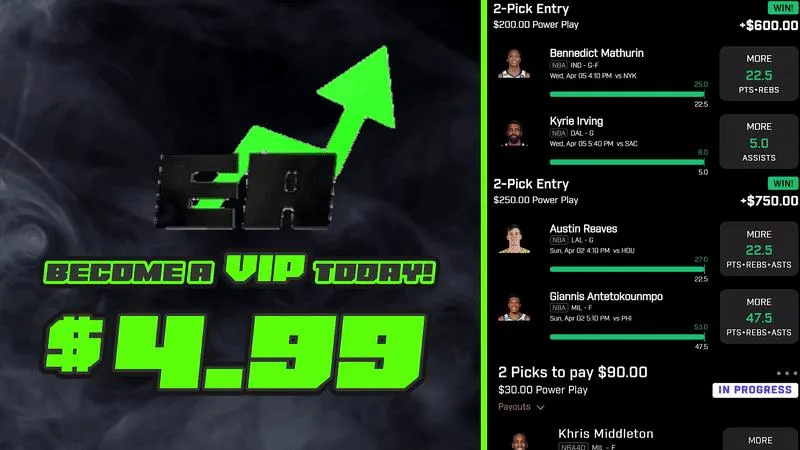 EA
BECOME A VIP TODAY!
$4.99
2-Pick Entry
WIN!
$200.00 Power Play
+$600.00
Bennedict Mathurin
NBA IND - G-F
Wed, Apr 05 4:10 PM vs NYK
25.0
22.5
MORE
22.5
PTS+REBS
Kyrie Irving
NBA DAL - G
Wed, Apr 05 5:40 PM vs SAC
8.0
5.0
MORE
5.0
ASSISTS
2-Pick Entry
WIN!
$250.00 Power Play
+$750.00
Austin Reaves
NBA LAL - G
Sun, Apr 02 4:10 PM vs HOU
27.0
22.5
MORE
22.5
PTS+REBS+ASTS
Giannis Antetokounmpo
NBA MIL - F
Sun, Apr 02 5:10 PM vs PHI
53.0
47.5
MORE
47.5
PTS+REBS+ASTS
2 Picks to pay $90.00
$30.00 Power Play
IN PROGRESS
Payouts
Khris Middleton
NBA4Q MIL - F
MORE